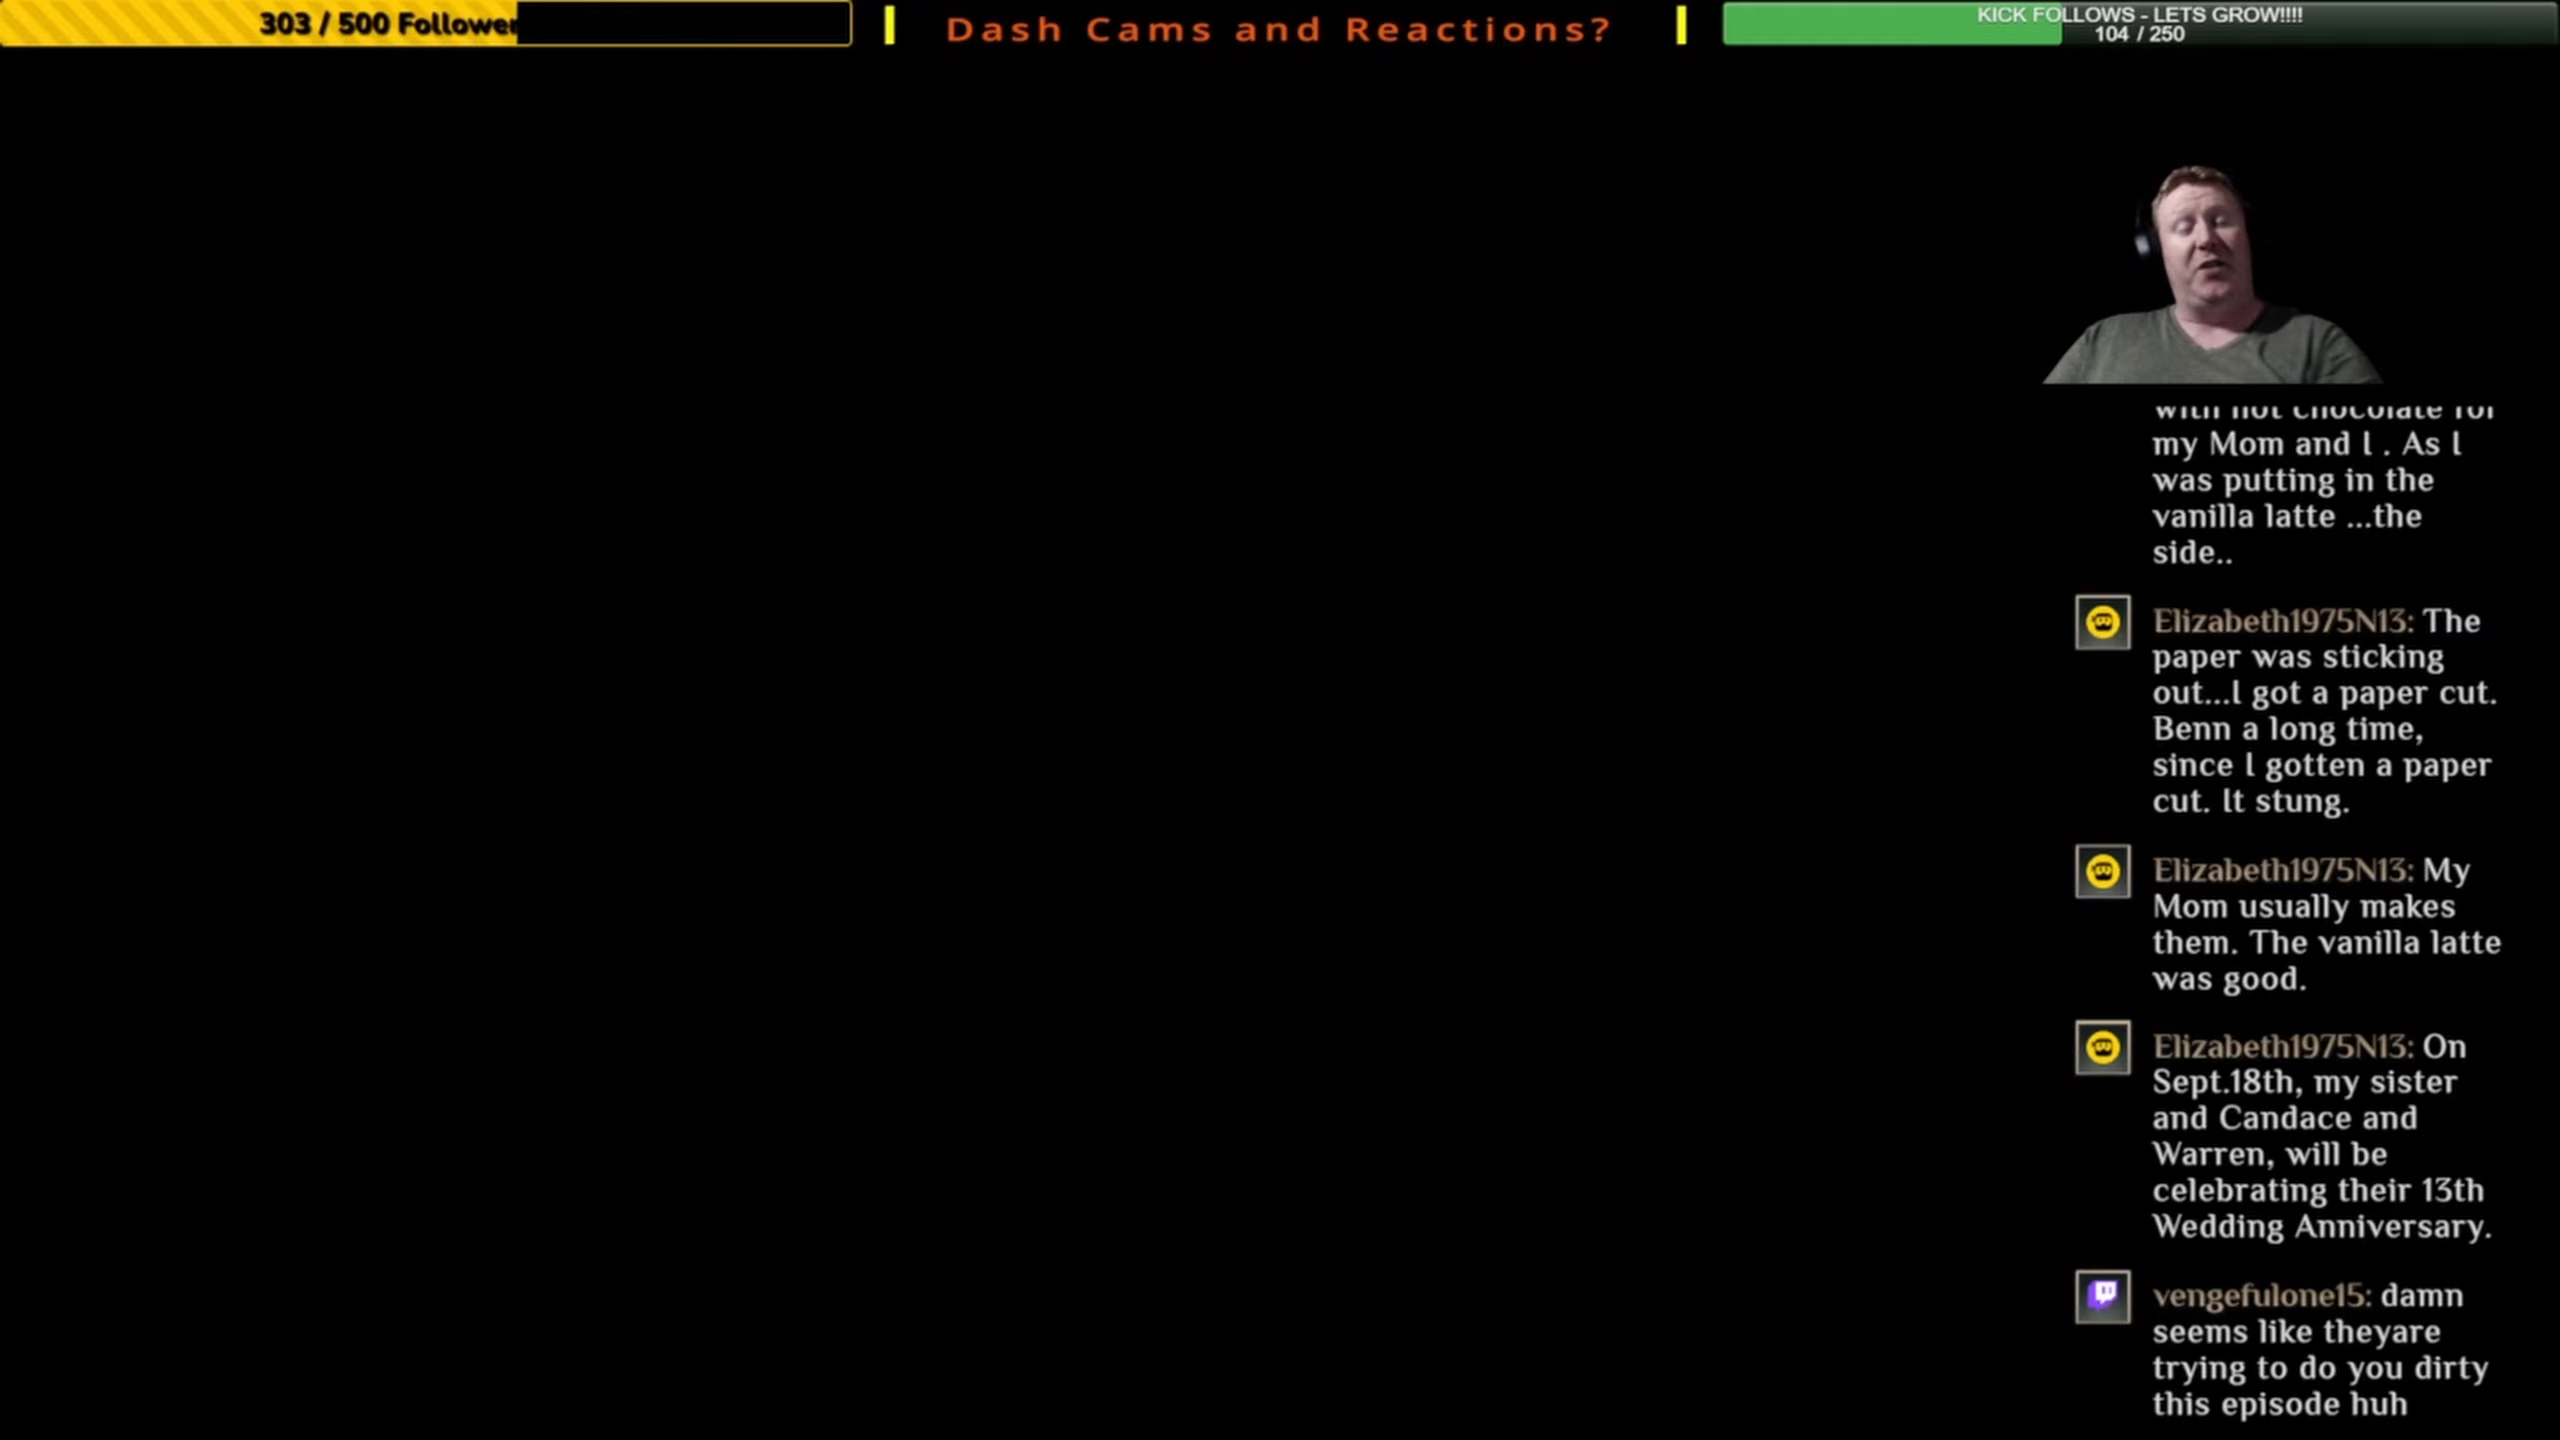 303 / 500 Follower
Dash Cams and Reactions?
KICK FOLLOWS - LETS GROW!!!!
104 / 250
with hot chocolate for
my Mom and I . As I
was putting in the
vanilla latte ...the
side..
Elizabeth1975N13: The
paper was sticking
out...I got a paper cut.
Benn a long time,
since I gotten a paper
cut. It stung.
Elizabeth1975N13: My
Mom usually makes
them. The vanilla latte
was good.
Elizabeth1975N13: On
Sept.18th, my sister
and Candace and
Warren, will be
celebrating their 13th
Wedding Anniversary.
vengefulone15: damn
seems like theyare
trying to do you dirty
this episode huh